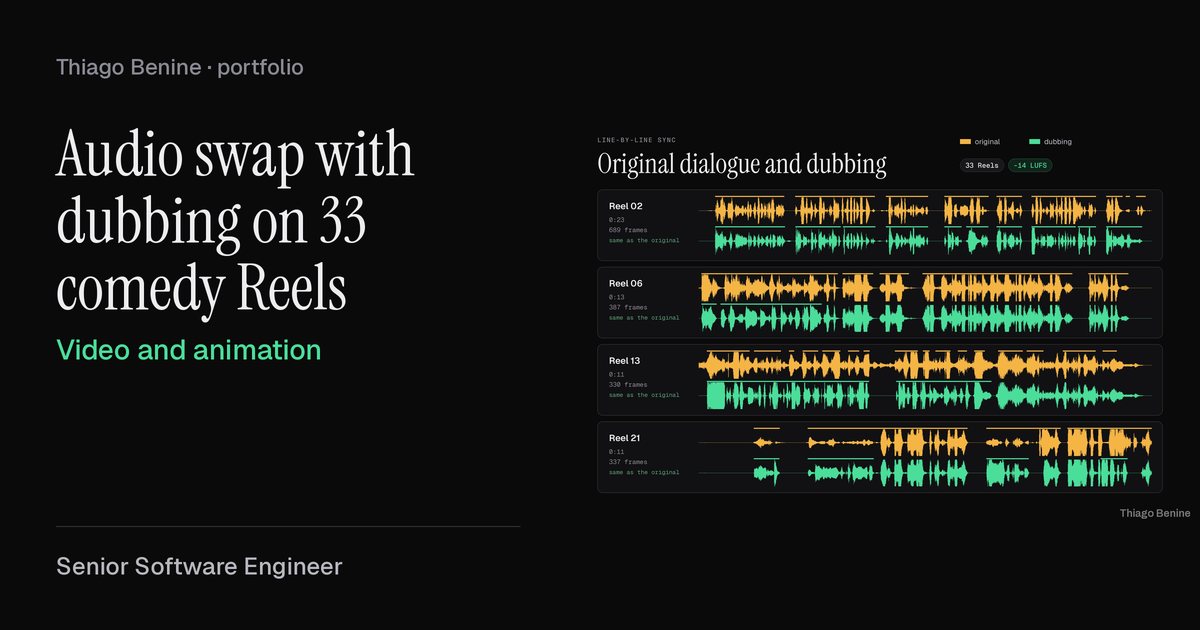 Thiago Benine · portfolio
Audio swap with
dubbing on 33
comedy Reels
Video and animation
Senior Software Engineer
LINE-BY-LINE SYNC
Original dialogue and dubbing
original
dubbing
33 Reels
-14 LUFS
Reel 02
0:23
689 frames
same as the original
Reel 06
0:13
387 frames
same as the original
Reel 13
0:11
330 frames
same as the original
Reel 21
0:11
337 frames
same as the original
Thiago Benine